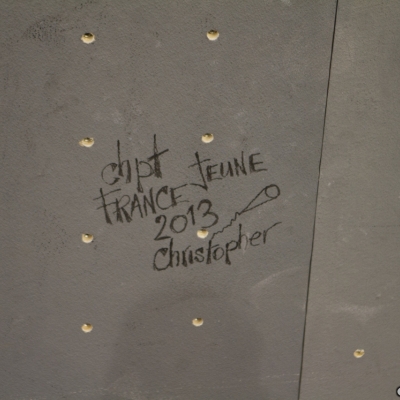 chpt
FRANCE JEUNE
2013
Christopher